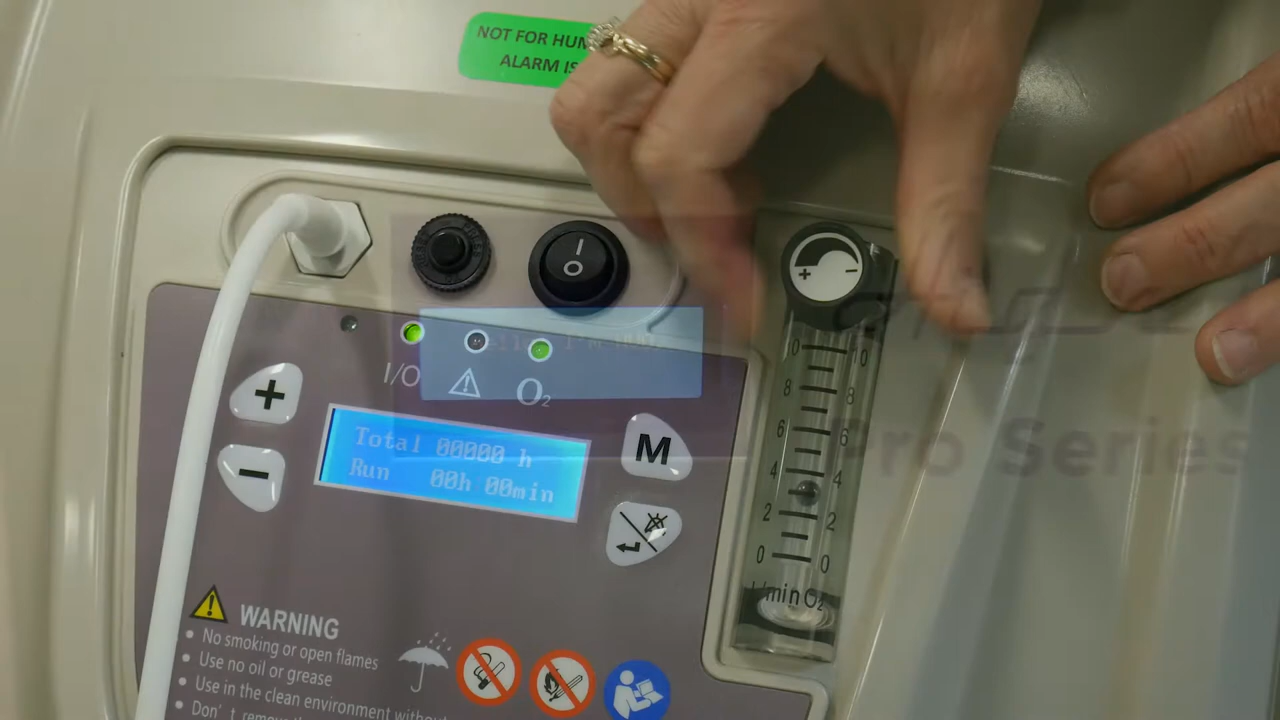 NOT FOR HUM
ALARM IS
I/O
O₂
Total 00000 h
Run 00h 00min
M
10 10
8 8
6 6
4 4
2 2
0 0
l/min O₂
Pro Series
WARNING
• No smoking or open flames
• Use no oil or grease
• Use in the clean environment without
• Don't remove